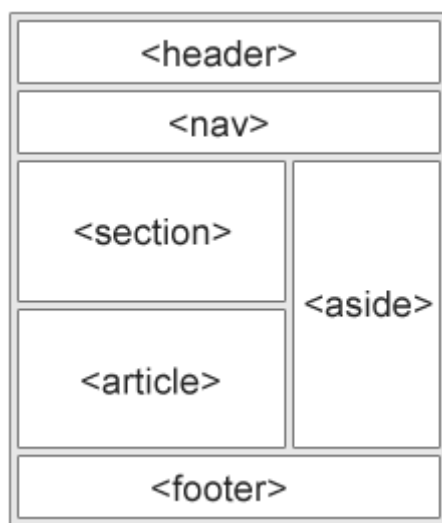 <header>
<nav>
<section>
<aside>
<article>
<footer>